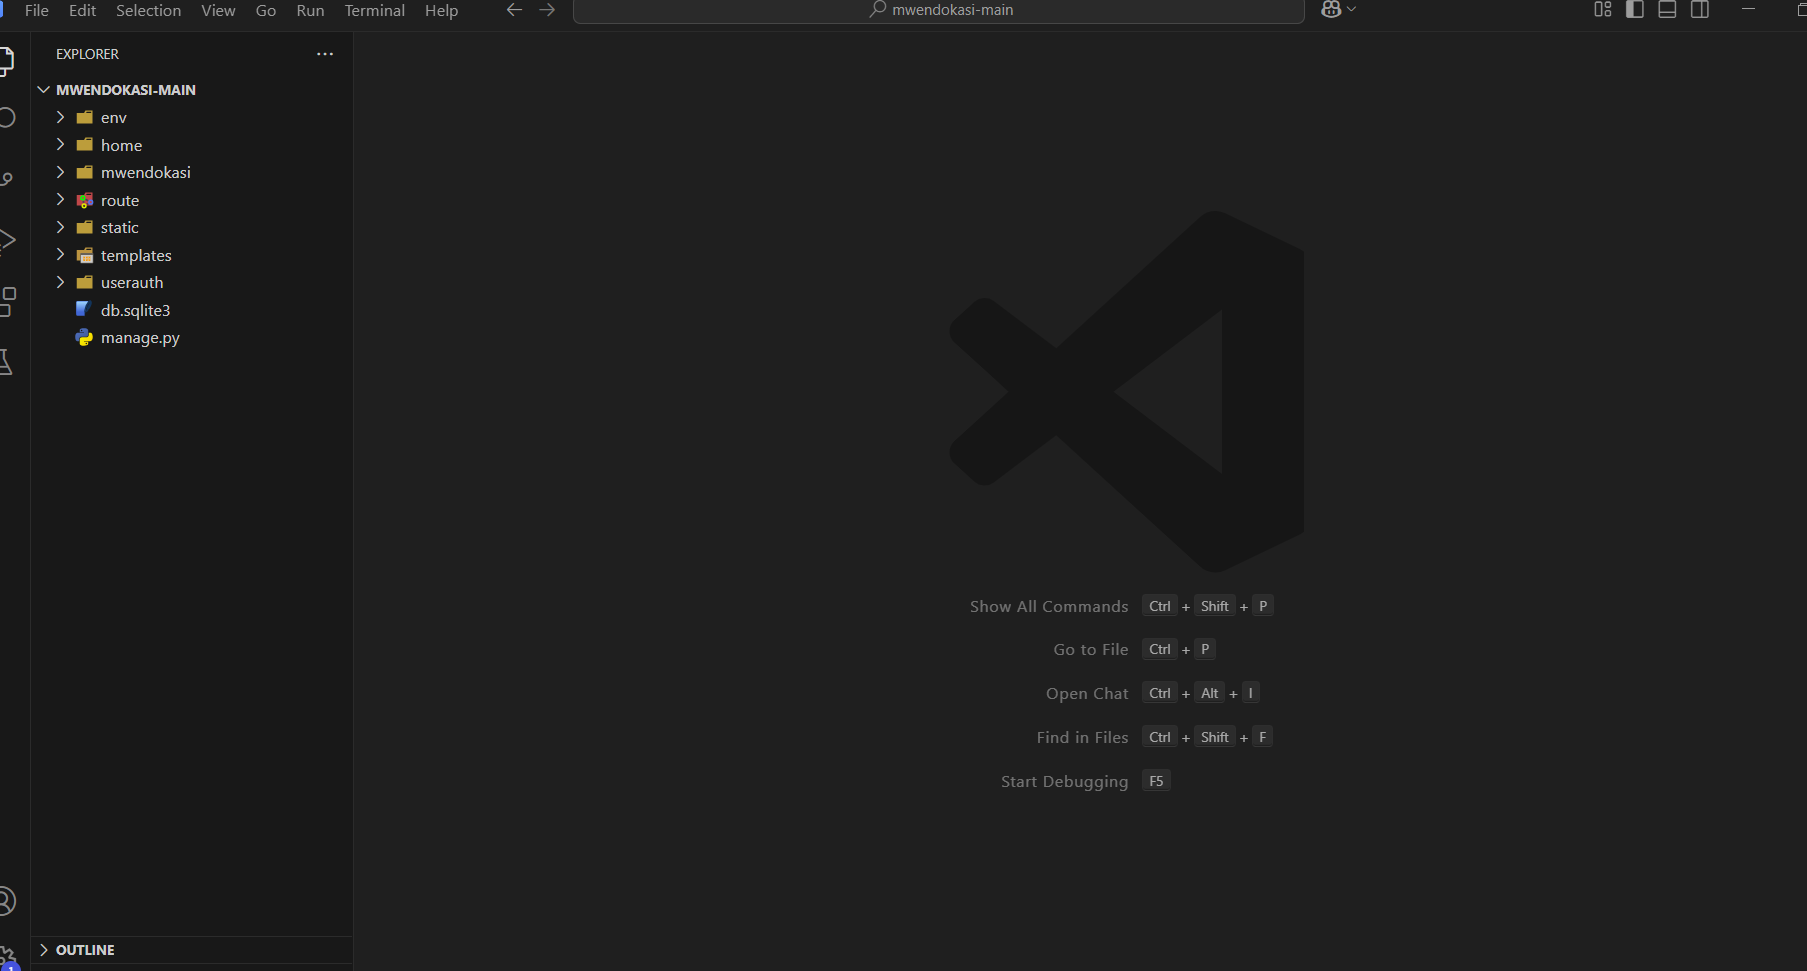 File Edit Selection View Go Run Terminal Help
mwendokasi-main
EXPLORER
MWENDOKASI-MAIN
env
home
mwendokasi
route
static
templates
userauth
db.sqlite3
manage.py
Show All Commands Ctrl + Shift + P
Go to File Ctrl + P
Open Chat Ctrl + Alt + I
Find in Files Ctrl + Shift + F
Start Debugging F5
OUTLINE
1